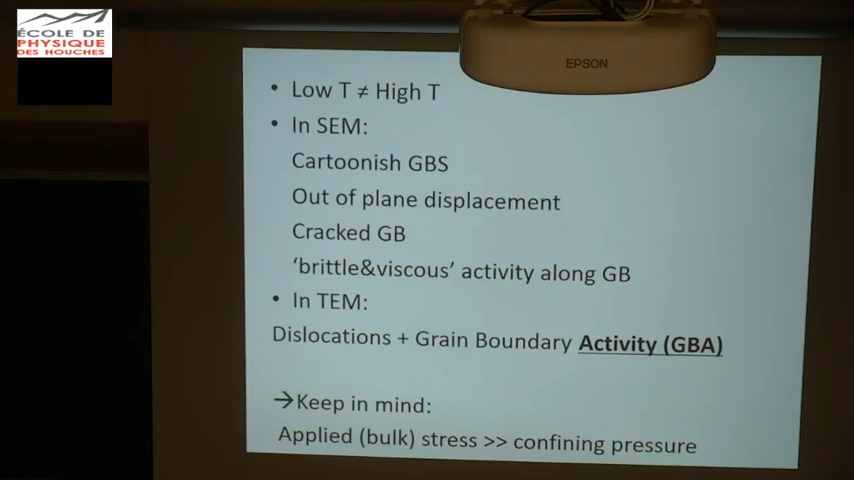 ÉCOLE DE
PHYSIQUE
DES HOUCHES
EPSON
• Low T ≠ High T
• In SEM:
Cartoonish GBS
Out of plane displacement
Cracked GB
‘brittle&viscous’ activity along GB
• In TEM:
Dislocations + Grain Boundary Activity (GBA)
→Keep in mind:
Applied (bulk) stress >> confining pressure